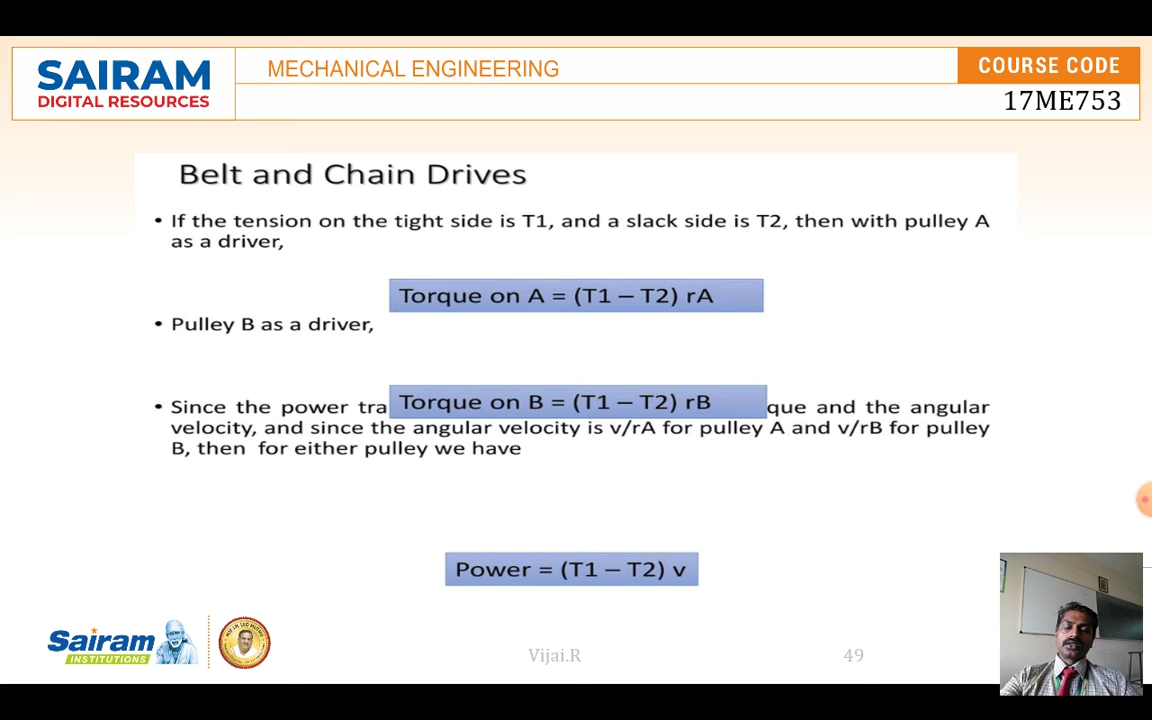 SAIRAM
DIGITAL RESOURCES
MECHANICAL ENGINEERING
COURSE CODE
17ME753
Belt and Chain Drives
• If the tension on the tight side is T1, and a slack side is T2, then with pulley A
as a driver,
Torque on A = (T1 – T2) rA
• Pulley B as a driver,
Torque on B = (T1 – T2) rB
• Since the power tra que and the angular
velocity, and since the angular velocity is v/rA for pulley A and v/rB for pulley
B, then for either pulley we have
Power = (T1 – T2) v
Sairam
INSTITUTIONS
Vijai.R
49